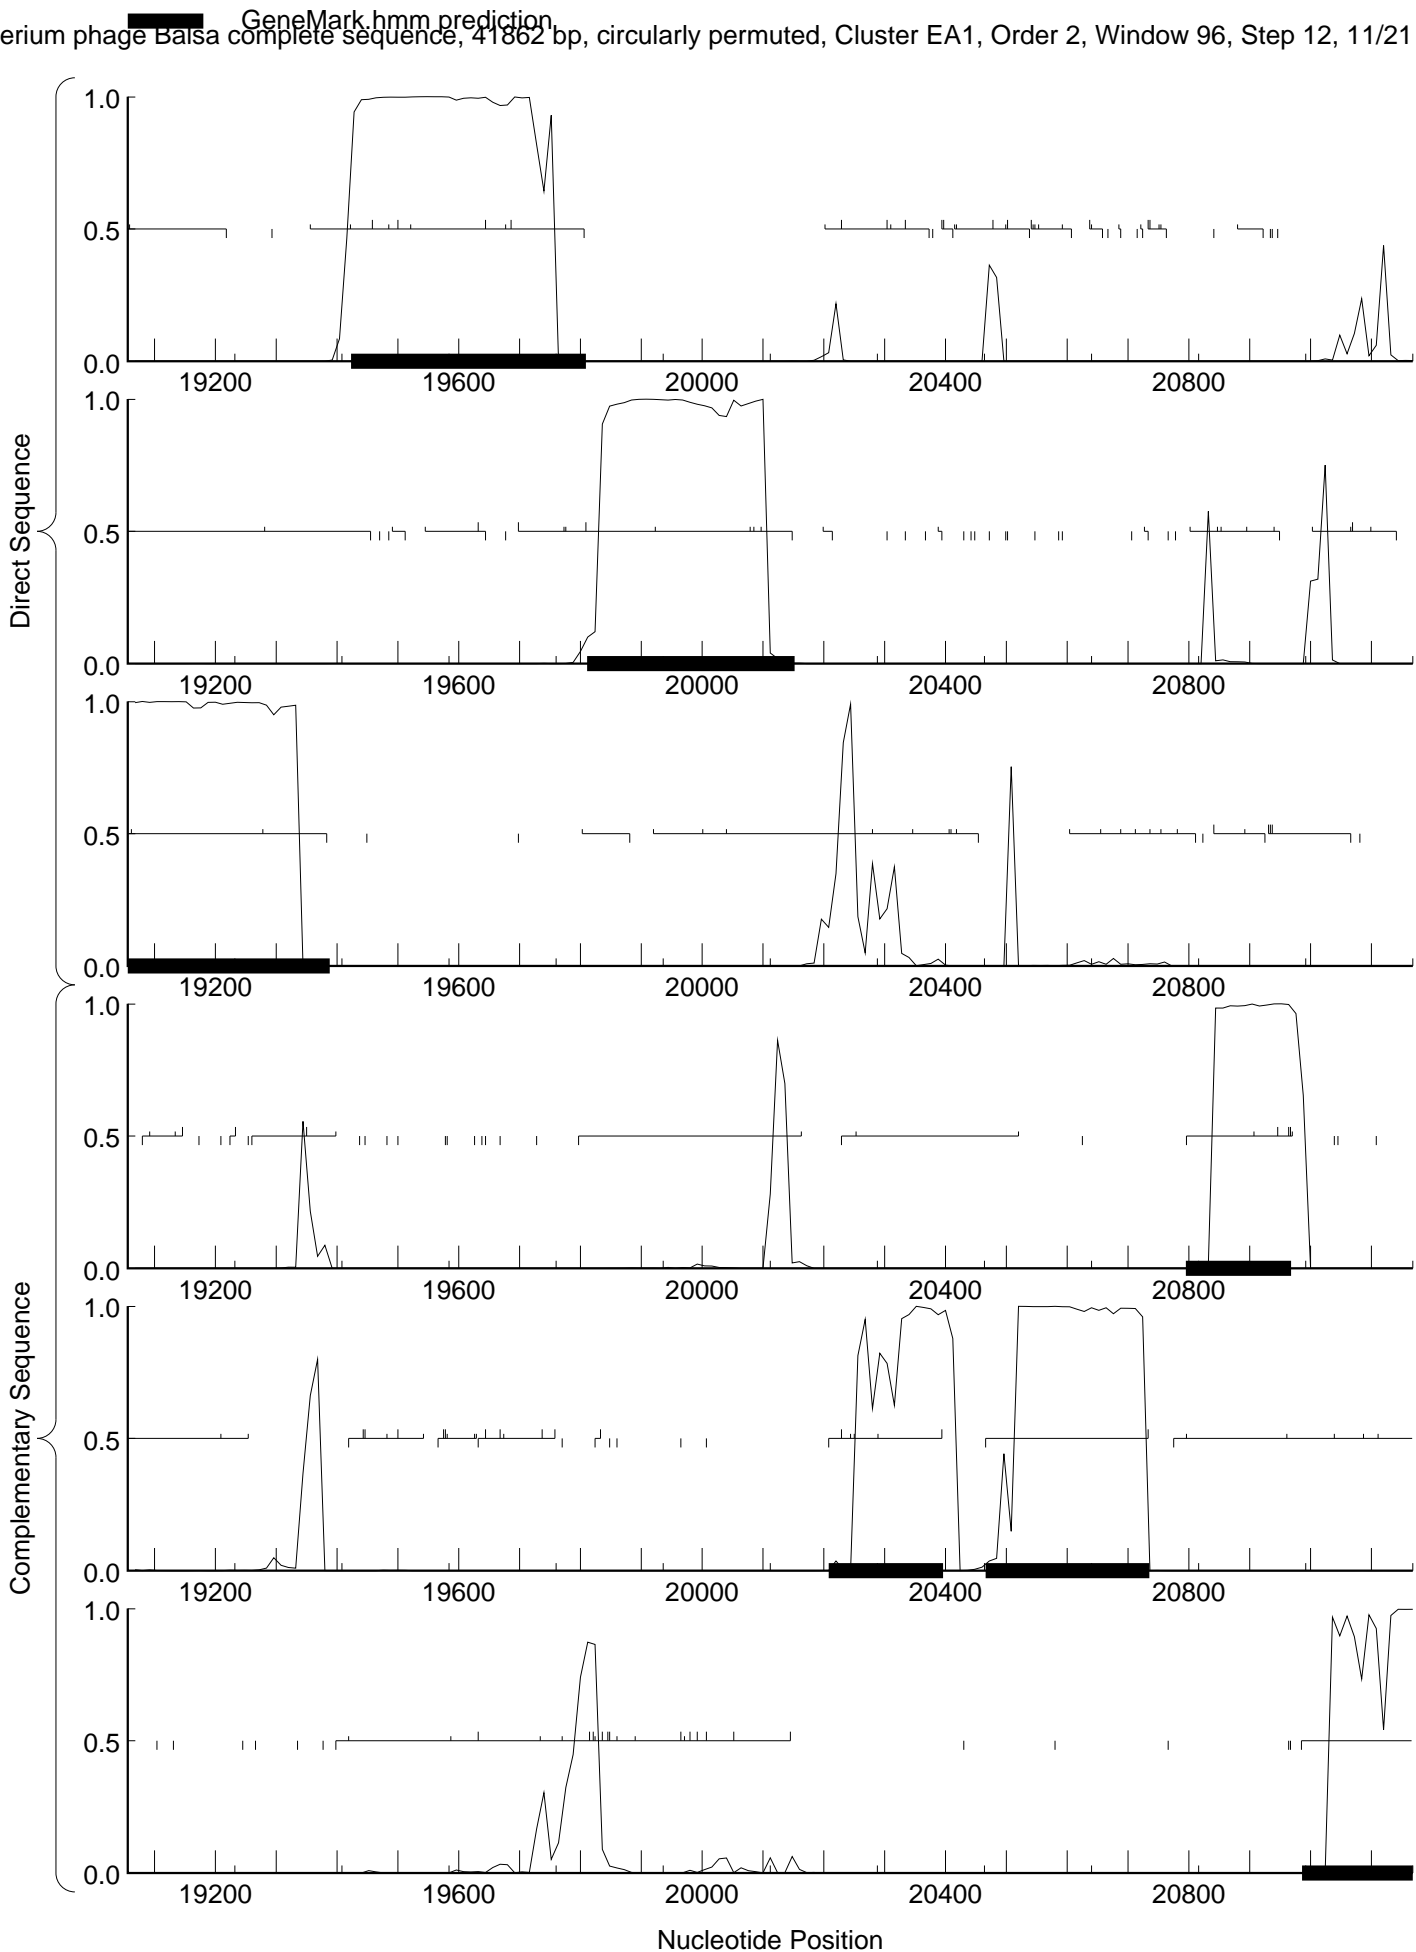 GeneMark.hmm prediction
erium phage Balsa complete sequence, 41862 bp, circularly permuted, Cluster EA1, Order 2, Window 96, Step 12, 11/21
Direct Sequence
1.0
0.5
0.0
19200 19600 20000 20400 20800
1.0
0.5
0.0
19200 19600 20000 20400 20800
1.0
0.5
0.0
19200 19600 20000 20400 20800
Complementary Sequence
1.0
0.5
0.0
19200 19600 20000 20400 20800
1.0
0.5
0.0
19200 19600 20000 20400 20800
1.0
0.5
0.0
19200 19600 20000 20400 20800
Nucleotide Position